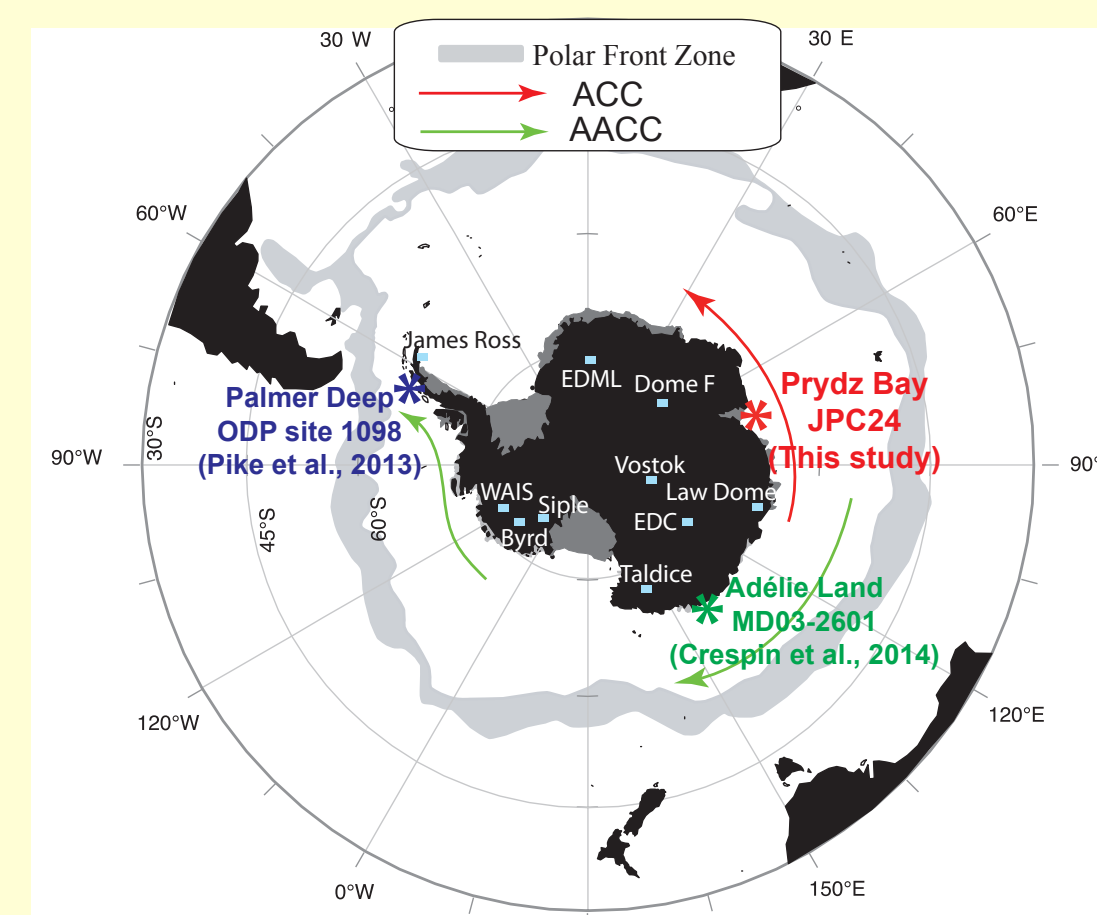 30 W
30 E
Polar Front Zone
ACC
AACC
60°W
60°E
James Ross
EDML
Dome F
Palmer Deep
ODP site 1098
(Pike et al., 2013)
Prydz Bay
JPC24
(This study)
30°S
90°W
90°
Vostok
WAIS
Siple
Law Dome
45°S
60°S
Byrd
EDC
Taldice
Adélie Land
MD03-2601
(Crespin et al., 2014)
120°W
120°E
0°W
150°E